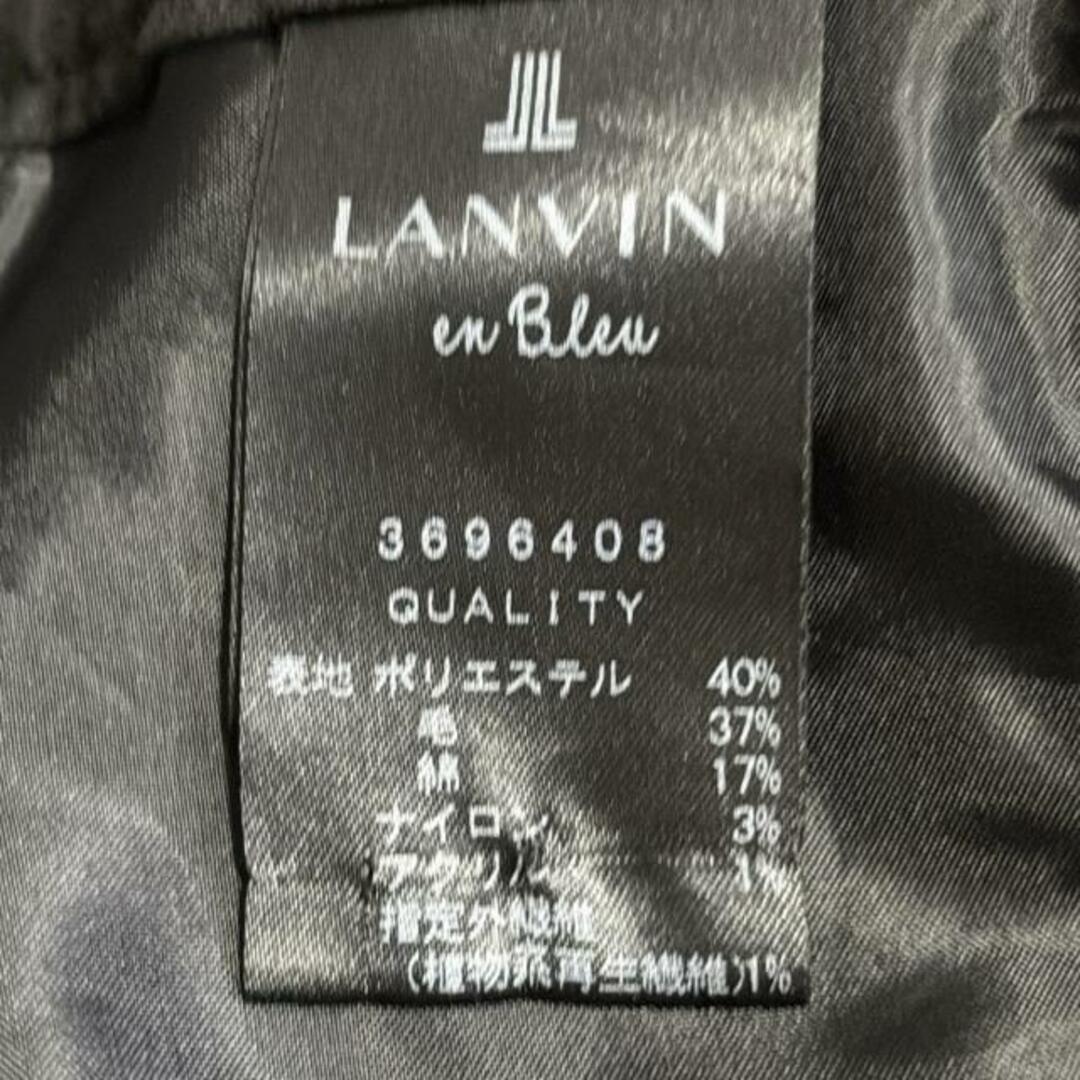 LANVIN
en Bleu
3696408
QUALITY
表地 ポリエステル 40%
毛 37%
綿 17%
ナイロン 3%
アクリル 1%
指定外繊維
(植物系再生繊維)1%